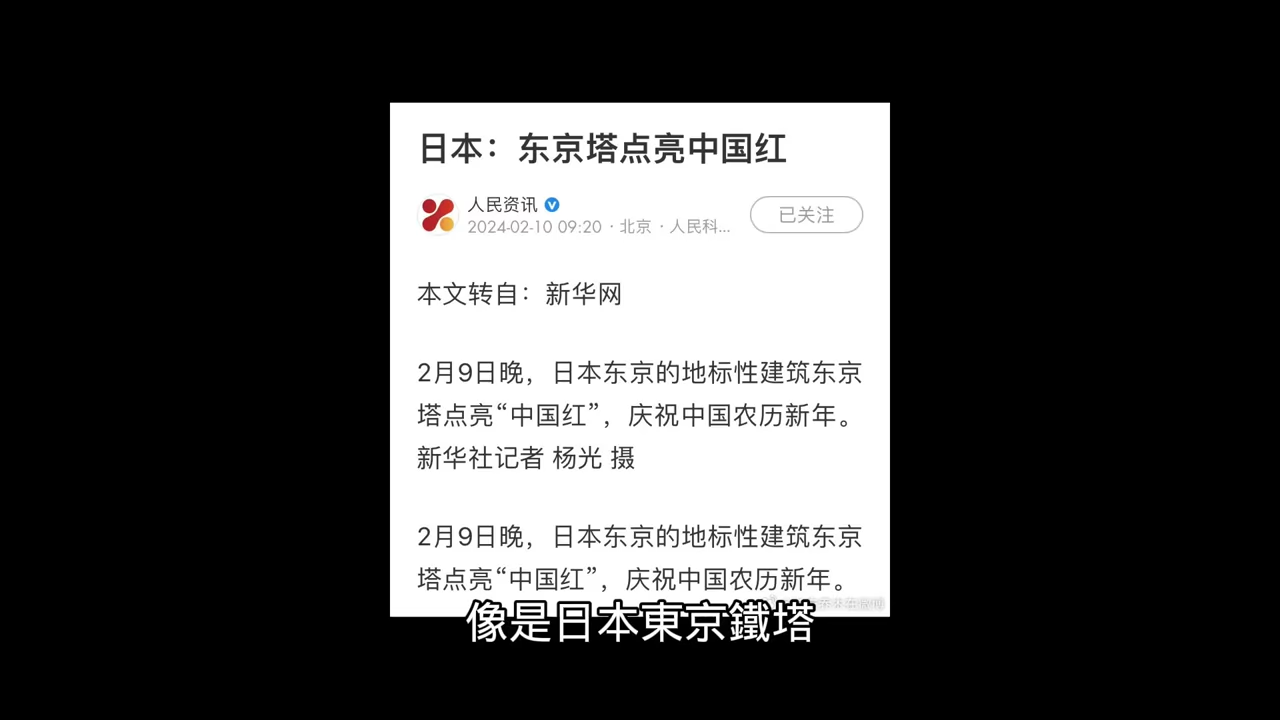 日本：东京塔点亮中国红
人民资讯
2024-02-10 09:20 · 北京 · 人民科...
已关注
本文转自：新华网
2月9日晚，日本东京的地标性建筑东京
塔点亮“中国红”，庆祝中国农历新年。
新华社记者 杨光 摄
2月9日晚，日本东京的地标性建筑东京
塔点亮“中国红”，庆祝中国农历新年。
像是日本東京鐵塔